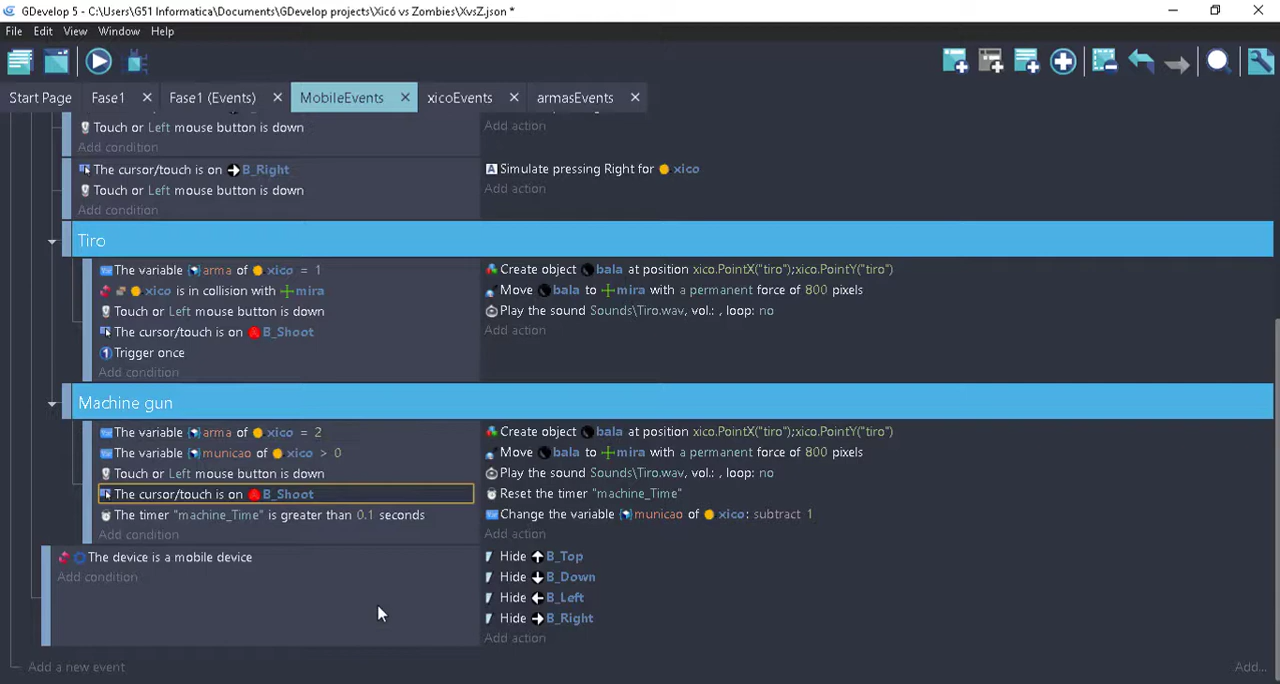 GDevelop 5 - C:\Users\G51 Informatica\Documents\GDevelop projects\Xicó vs Zombies\XvsZ.json *
File Edit View Window Help
Start Page Fase1 Fase1 (Events) MobileEvents xicoEvents armasEvents
Touch or Left mouse button is down Add action
Add condition
The cursor/touch is on B_Right Simulate pressing Right for xico
Touch or Left mouse button is down Add action
Add condition
Tiro
The variable arma of xico = 1 Create object bala at position xico.PointX("tiro");xico.PointY("tiro")
xico is in collision with mira Move bala to mira with a permanent force of 800 pixels
Touch or Left mouse button is down Play the sound Sounds\Tiro.wav, vol.: , loop: no
The cursor/touch is on B_Shoot Add action
Trigger once
Add condition
Machine gun
The variable arma of xico = 2 Create object bala at position xico.PointX("tiro");xico.PointY("tiro")
The variable municao of xico > 0 Move bala to mira with a permanent force of 800 pixels
Touch or Left mouse button is down Play the sound Sounds\Tiro.wav, vol.: , loop: no
The cursor/touch is on B_Shoot Reset the timer "machine_Time"
The timer "machine_Time" is greater than 0.1 seconds Change the variable municao of xico: subtract 1
Add condition Add action
The device is a mobile device Hide B_Top
Add condition Hide B_Down
Hide B_Left
Hide B_Right
Add action
Add a new event Add...